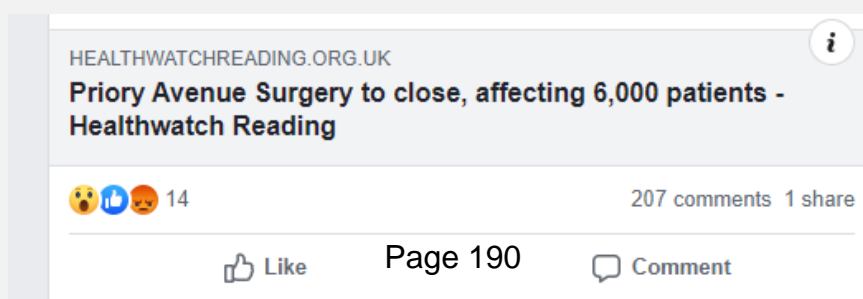 HEALTHWATCHREADING.ORG.UK
i
Priory Avenue Surgery to close, affecting 6,000 patients -
Healthwatch Reading
14 207 comments 1 share
Like Page 190 Comment